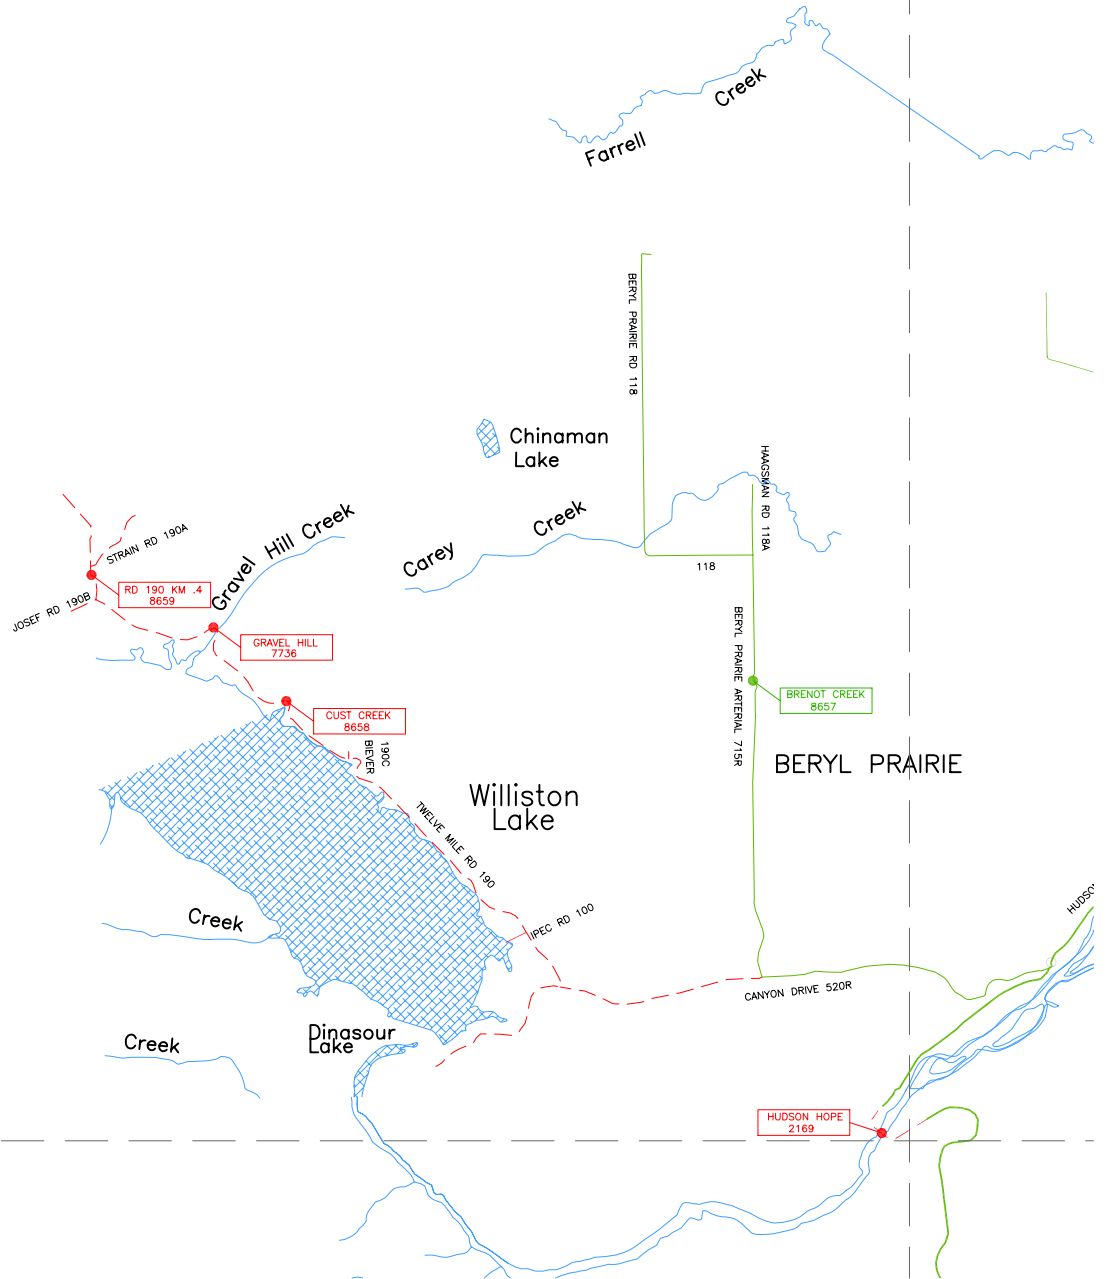 Creek
Farrell
BERYL PRAIRIE RD 118
Chinaman
Lake
HAAGSMAN RD 118A
Creek
Carey
118
Gravel Hill Creek
STRAIN RD 190A
RD 190 KM .4
8659
JOSEF RD 190B
GRAVEL HILL
7736
BERYL PRAIRIE ARTERIAL 715R
BRENOT CREEK
8657
CUST CREEK
8658
190C
BIEVER
BERYL PRAIRIE
Williston
Lake
TWELVE MILE RD 190
HUDSON
Creek
IPEC RD 100
CANYON DRIVE 520R
Dinasour
Lake
Creek
HUDSON HOPE
2169